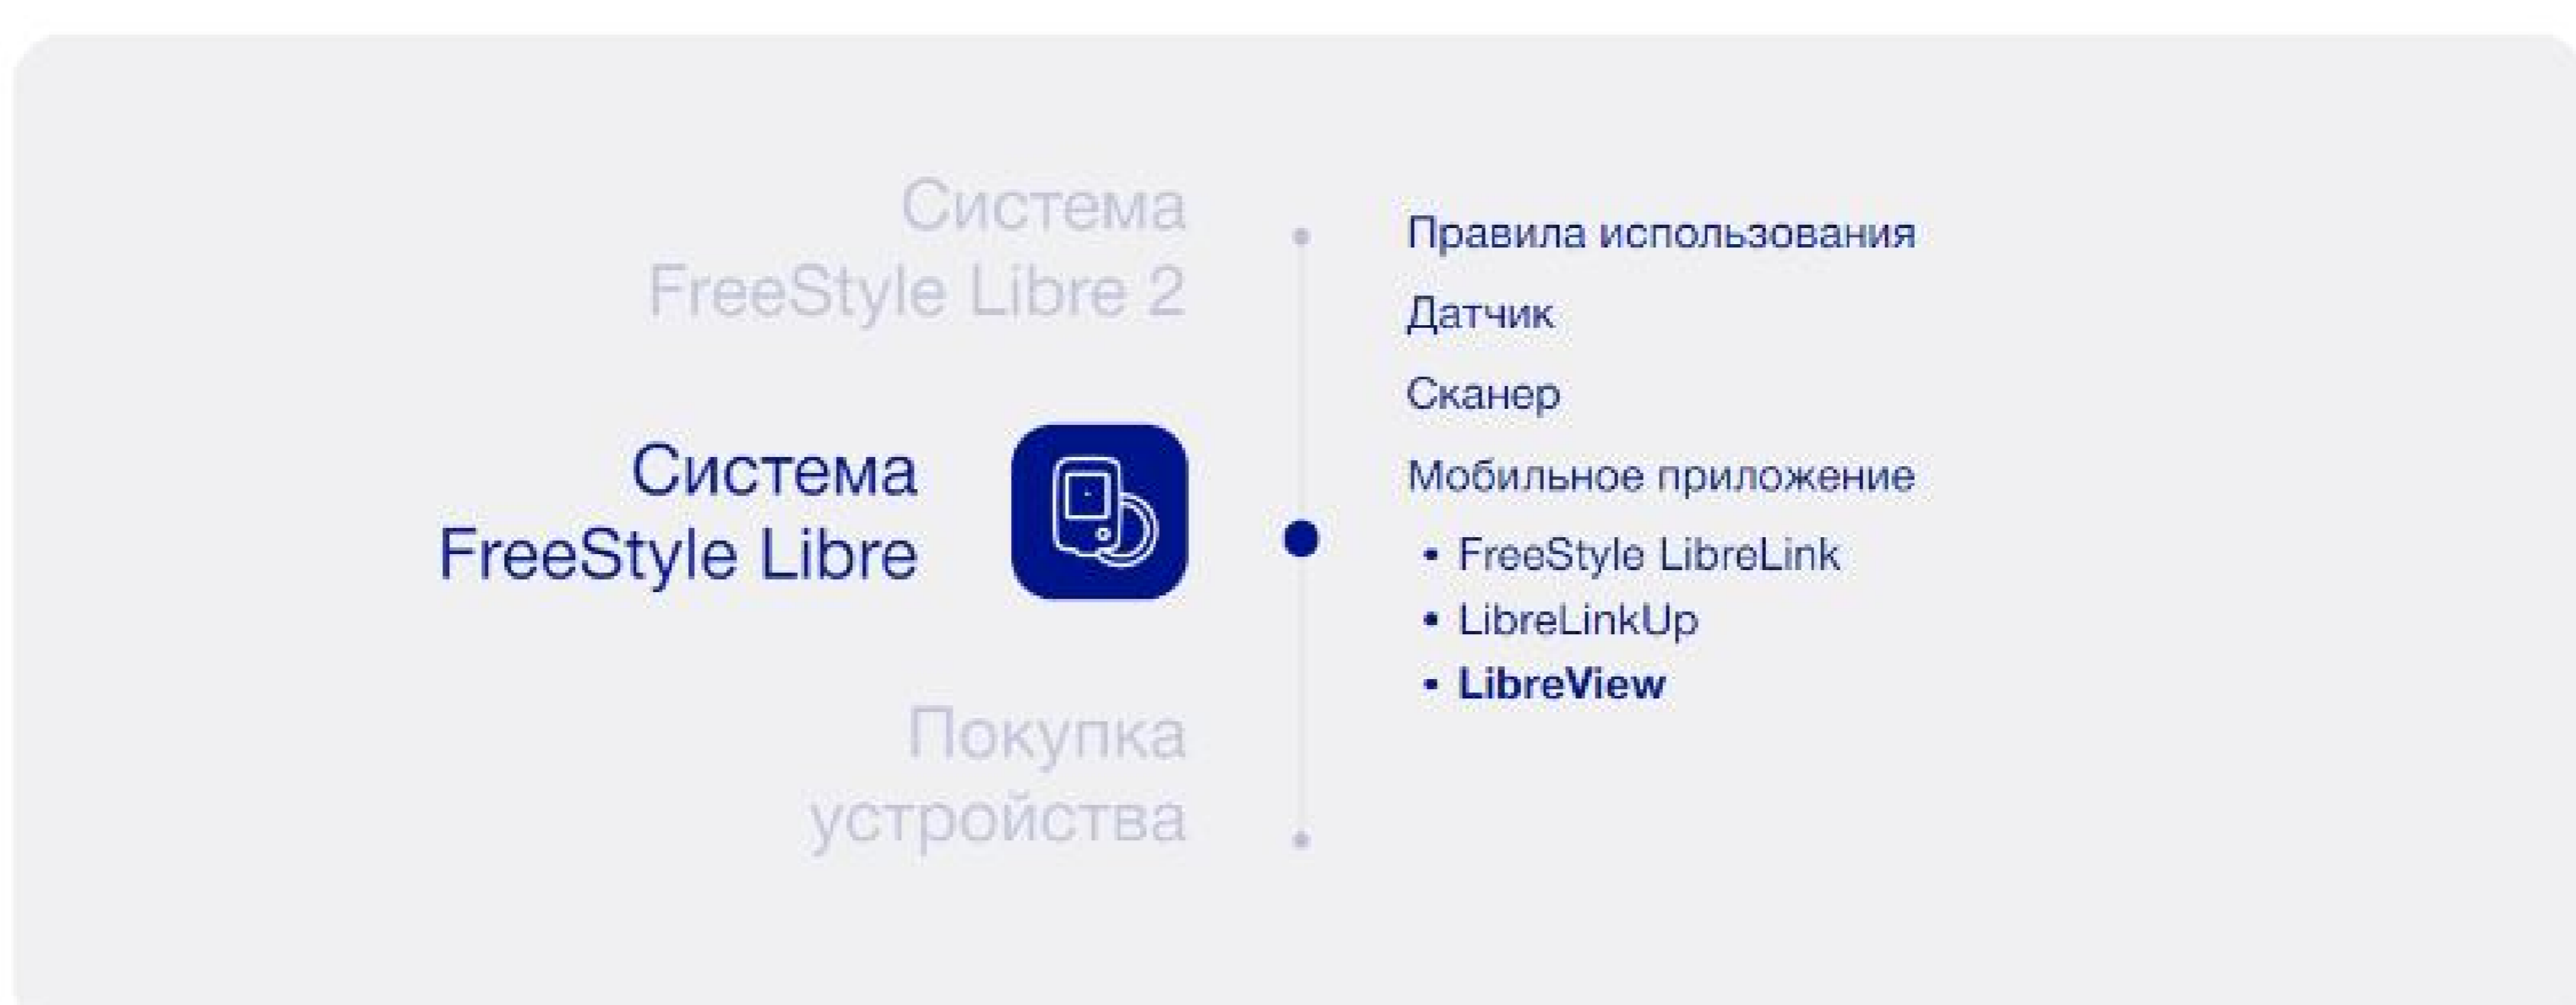 Система
FreeStyle Libre 2
Система
FreeStyle Libre
Покупка
устройства
Правила использования
Датчик
Сканер
Мобильное приложение
• FreeStyle LibreLink
• LibreLinkUp
• LibreView